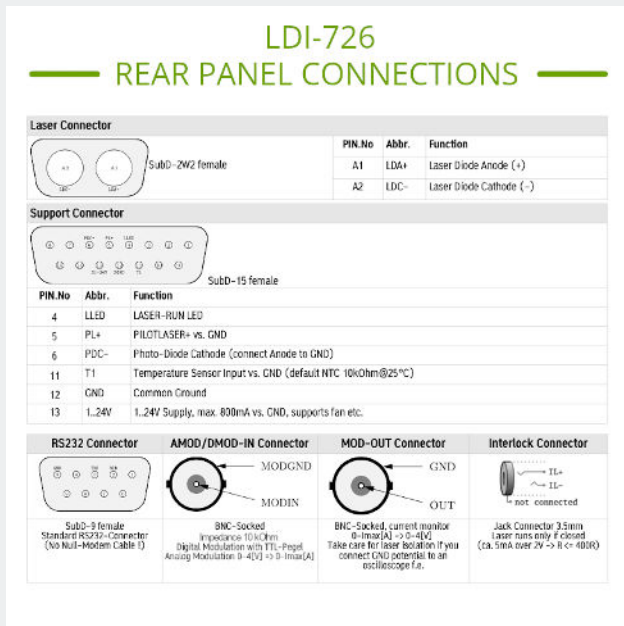 LDI-726
REAR PANEL CONNECTIONS
Laser Connector
SubD-2W2 female
PIN.No Abbr. Function
A1 LDA+ Laser Diode Anode (+)
A2 LDC- Laser Diode Cathode (-)
Support Connector
SubD-15 female
PIN.No Abbr. Function
4 LLED LASER-RUN LED
5 PL+ PILOTLASER+ vs. GND
6 PDC- Photo-Diode Cathode (connect Anode to GND)
11 T1 Temperature Sensor Input vs. GND (default NTC 10kOhm@25°C)
12 GND Common Ground
13 1..24V 1..24V Supply, max. 800mA vs. GND, supports fan etc.
RS232 Connector
SubD-9 female
Standard RS232-Connector
(No Null-Modem Cable !)
AMOD/DMOD-IN Connector
MODGND
MODIN
BNC-Socked
Impedance 10 kOhm
Digital Modulation with TTL-Pegel
Analog Modulation 0-4[V] -> 0-Imax[A]
MOD-OUT Connector
GND
OUT
BNC-Socked, current monitor
0-Imax[A] -> 0-4[V]
Take care for laser isolation if you
connect GND potential to an
oscilloscope f.e.
Interlock Connector
IL+
IL-
not connected
Jack Connector 3.5mm
Laser runs only if closed
(ca. 5mA over 2V -> R <= 400R)